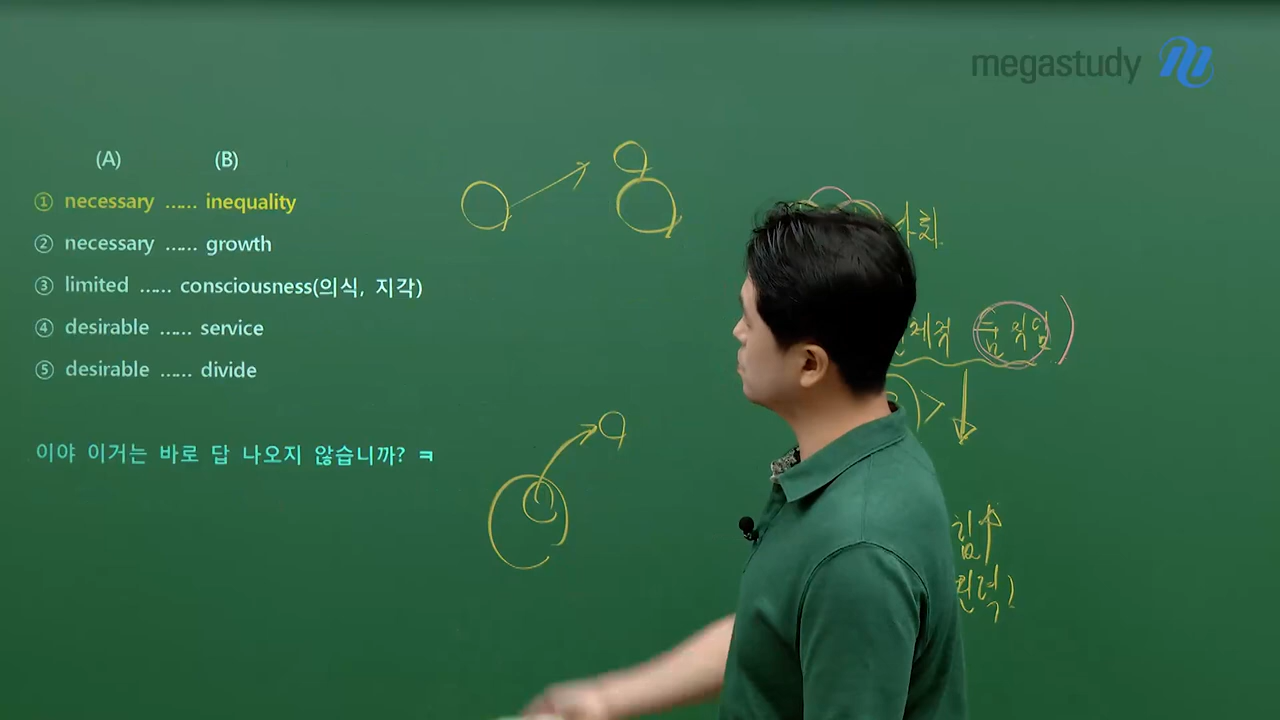 megastudy
(A) (B)
① necessary …… inequality
② necessary …… growth
③ limited …… consciousness(의식, 지각)
④ desirable …… service
⑤ desirable …… divide
이야 이거는 바로 답 나오지 않습니까? ㅋ